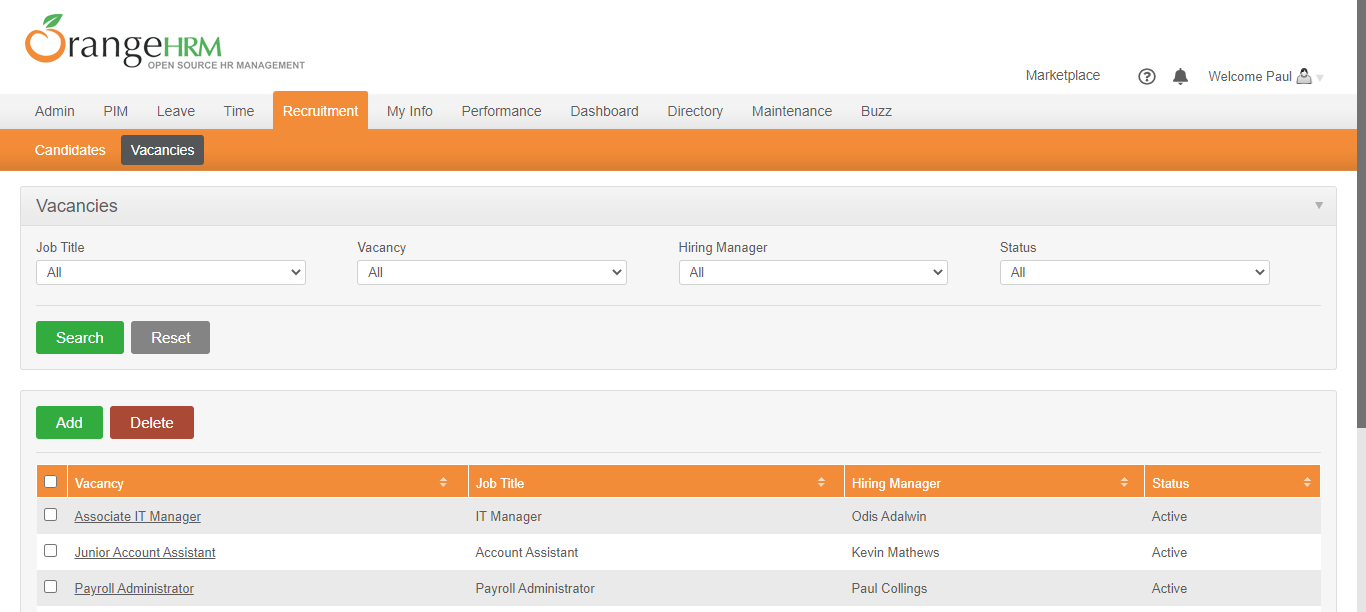 OrangeHRM
OPEN SOURCE HR MANAGEMENT
Marketplace ? Welcome Paul
Admin PIM Leave Time Recruitment My Info Performance Dashboard Directory Maintenance Buzz
Candidates Vacancies
Vacancies
Job Title Vacancy Hiring Manager Status
All All All All
Search Reset
Add Delete
Vacancy Job Title Hiring Manager Status
Associate IT Manager IT Manager Odis Adalwin Active
Junior Account Assistant Account Assistant Kevin Mathews Active
Payroll Administrator Payroll Administrator Paul Collings Active